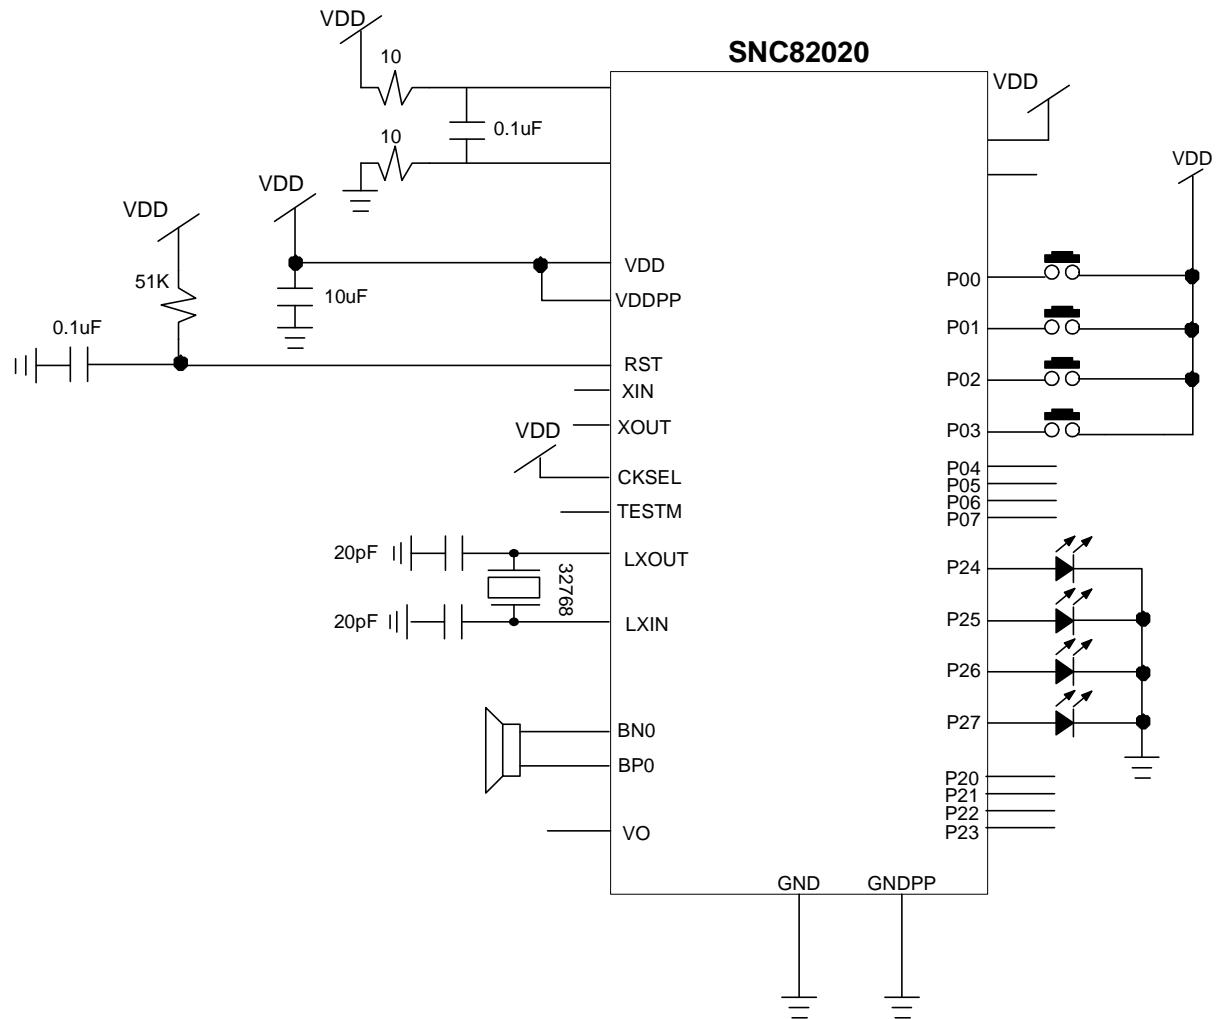 VDD
SNC82020
10
VDD
0.1uF
10
VDD
VDD
VDD
51K
VDD
P00
10uF
VDDPP
0.1uF
P01
RST
XIN
P02
VDD
XOUT
P03
CKSEL
P04
P05
P06
P07
TESTM
20pF
LXOUT
P24
32768
20pF
LXIN
P25
P26
BN0
P27
BP0
P20
P21
P22
P23
VO
GND
GNDPP